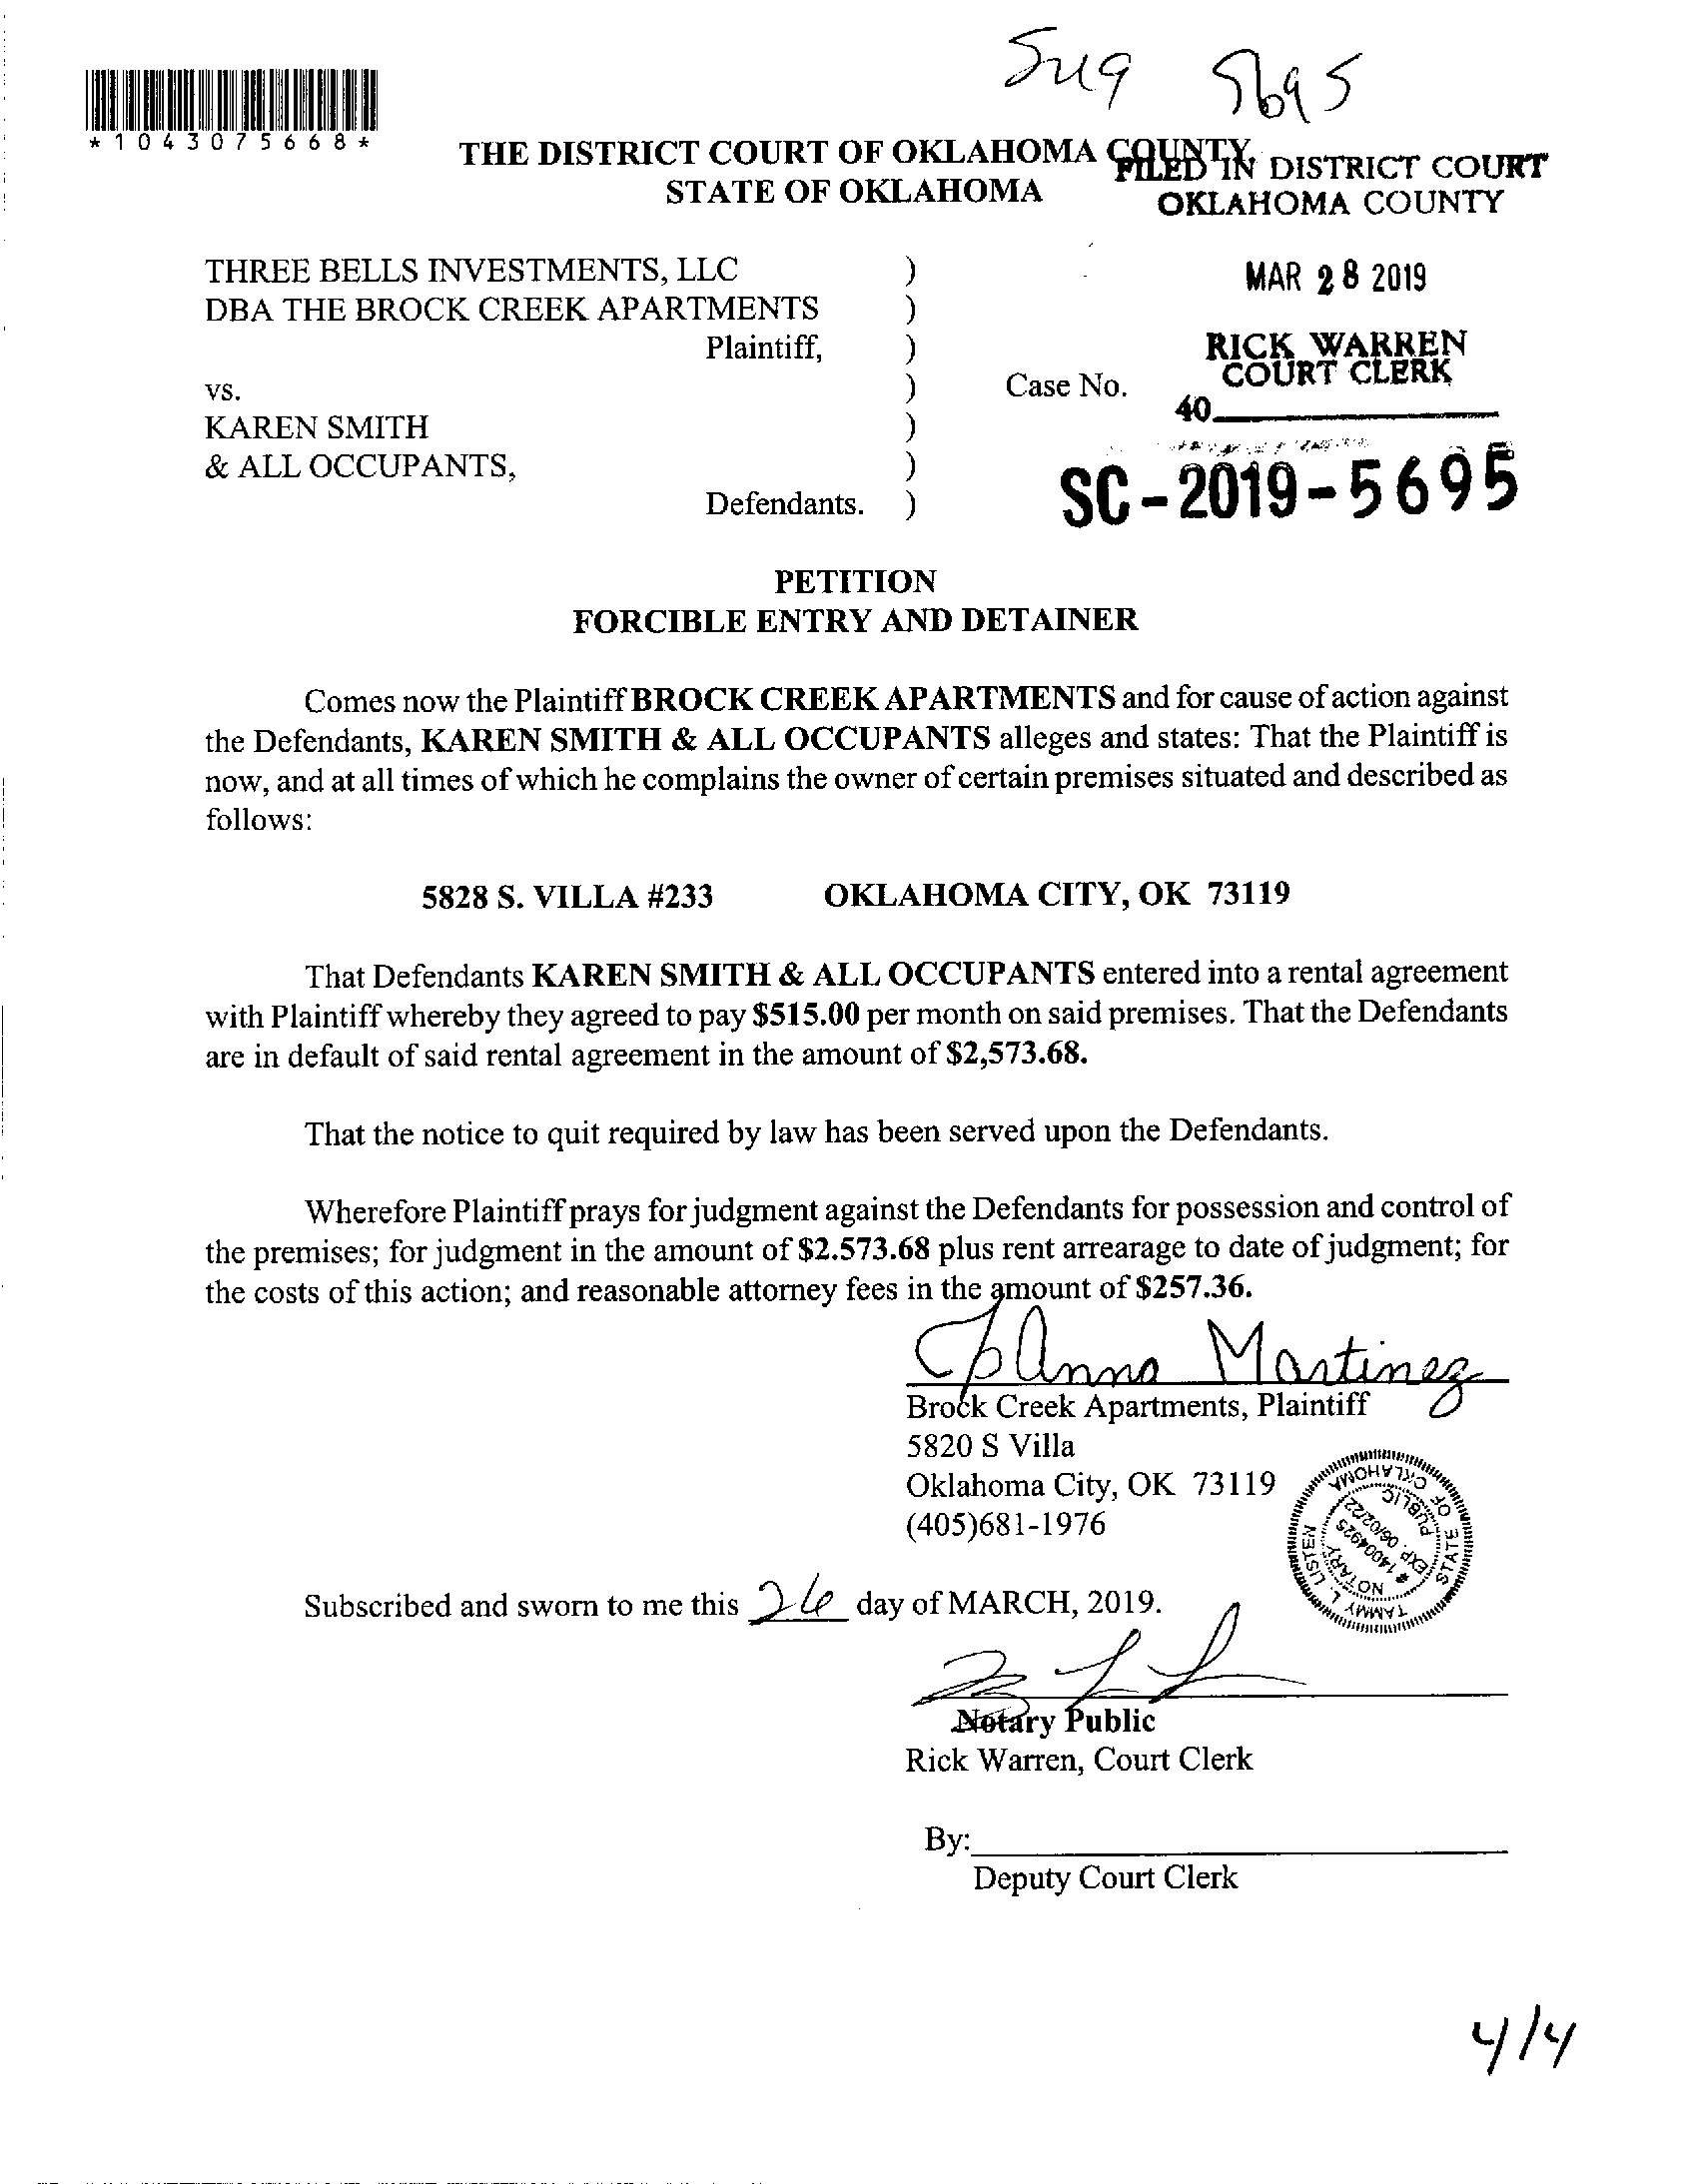 5695
*1043075668*
THE DISTRICT COURT OF OKLAHOMA COUNTY,
STATE OF OKLAHOMA
FILED IN DISTRICT COURT
OKLAHOMA COUNTY
MAR 28 2019
RICK WARREN
COURT CLERK
40
THREE BELLS INVESTMENTS, LLC )
DBA THE BROCK CREEK APARTMENTS )
Plaintiff, )
vs. ) Case No.
KAREN SMITH )
& ALL OCCUPANTS, )
Defendants. )
SC-2019-5695
PETITION
FORCIBLE ENTRY AND DETAINER
Comes now the Plaintiff BROCK CREEK APARTMENTS and for cause of action against
the Defendants, KAREN SMITH & ALL OCCUPANTS alleges and states: That the Plaintiff is
now, and at all times of which he complains the owner of certain premises situated and described as
follows:
5828 S. VILLA #233 OKLAHOMA CITY, OK 73119
That Defendants KAREN SMITH & ALL OCCUPANTS entered into a rental agreement
with Plaintiff whereby they agreed to pay $515.00 per month on said premises. That the Defendants
are in default of said rental agreement in the amount of $2,573.68.
That the notice to quit required by law has been served upon the Defendants.
Wherefore Plaintiff prays for judgment against the Defendants for possession and control of
the premises; for judgment in the amount of $2.573.68 plus rent arrearage to date of judgment; for
the costs of this action; and reasonable attorney fees in the amount of $257.36.
JoAnna Martinez
Brock Creek Apartments, Plaintiff
5820 S Villa
Oklahoma City, OK 73119
(405)681-1976
TAMMY L. LISTEN
STATE OF OKLAHOMA
NOTARY PUBLIC
# 14004925
EXP. 06/02/22
Subscribed and sworn to me this 26 day of MARCH, 2019.
Notary Public
Rick Warren, Court Clerk
By:
Deputy Court Clerk
4/4